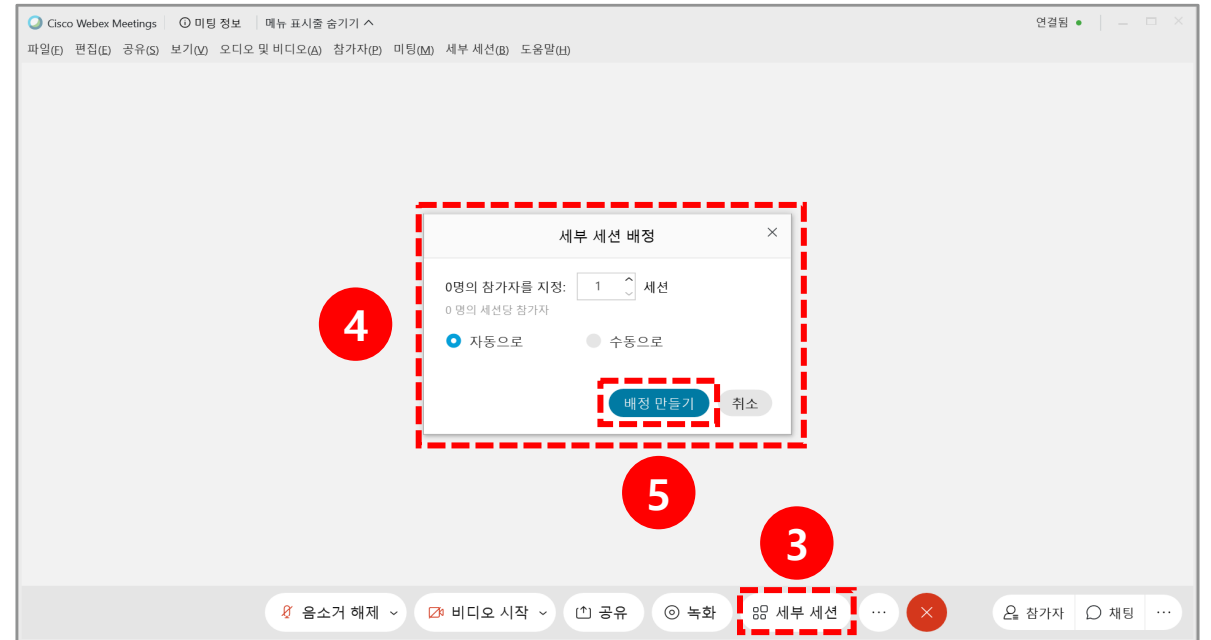 Cisco Webex Meetings 미팅 정보 메뉴 표시줄 숨기기 연결됨
파일(F) 편집(E) 공유(S) 보기(V) 오디오 및 비디오(A) 참가자(P) 미팅(M) 세부 세션(B) 도움말(H)
세부 세션 배정
0명의 참가자를 지정: 1 세션
0 명의 세션당 참가자
4
자동으로 수동으로
배정 만들기 취소
5
3
음소거 해제 비디오 시작 공유 녹화 세부 세션 ... 참가자 채팅 ...